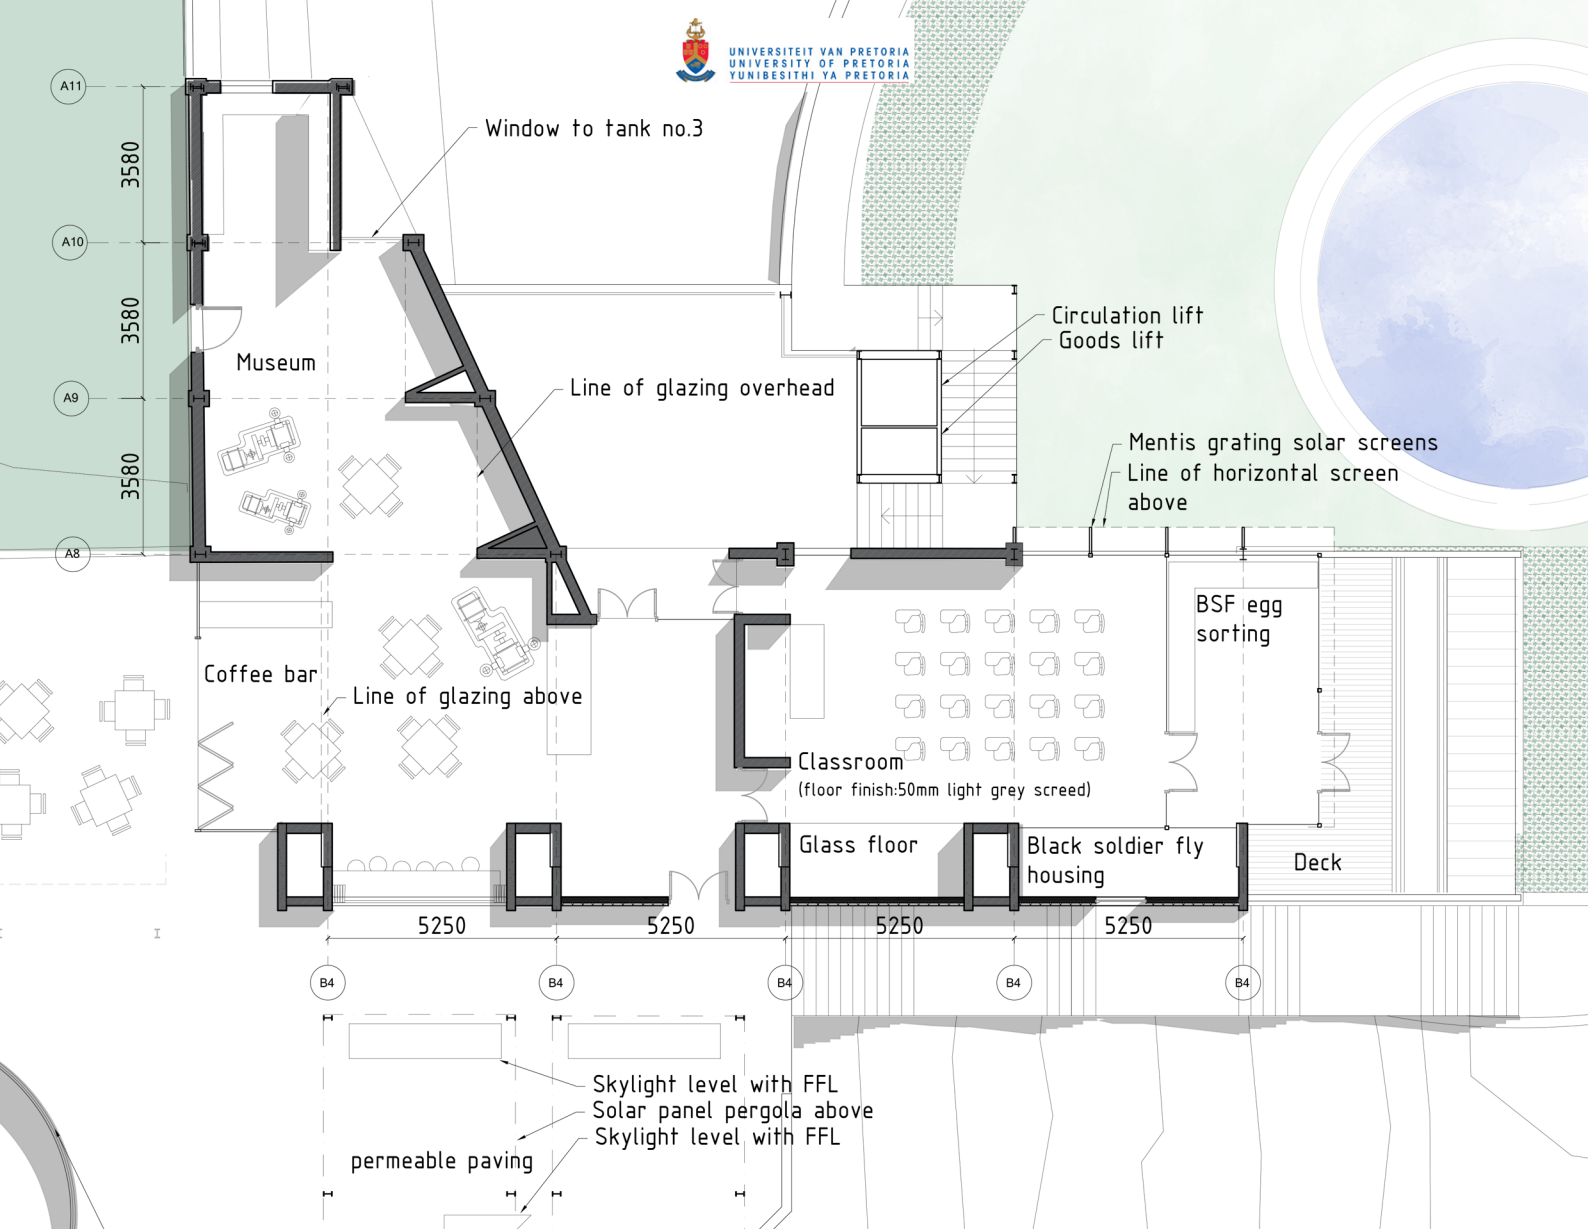 UNIVERSITEIT VAN PRETORIA
UNIVERSITY OF PRETORIA
YUNIBESITHI YA PRETORIA
A11
3580
Window to tank no.3
A10
3580
Circulation lift
Goods lift
Museum
Line of glazing overhead
A9
3580
Mentis grating solar screens
Line of horizontal screen
above
A8
BSF egg
sorting
Coffee bar
Line of glazing above
Classroom
(floor finish:50mm light grey screed)
Glass floor
Black soldier fly
housing
Deck
5250
5250
5250
5250
B4
B4
B4
B4
B4
Skylight level with FFL
Solar panel pergola above
Skylight level with FFL
permeable paving